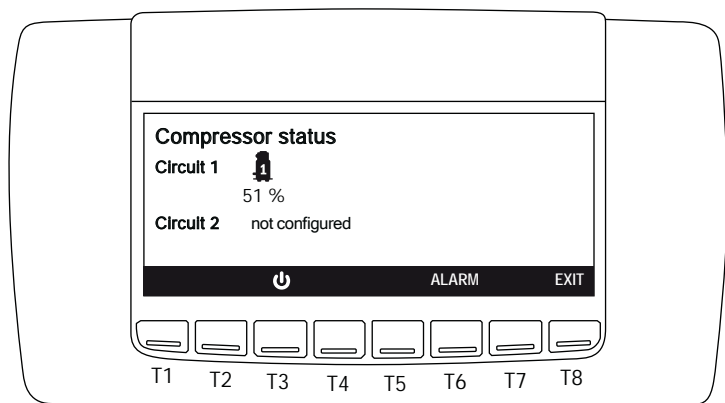 Compressor status
Circuit 1
1
51 %
Circuit 2 not configured
ALARM EXIT
T1 T2 T3 T4 T5 T6 T7 T8